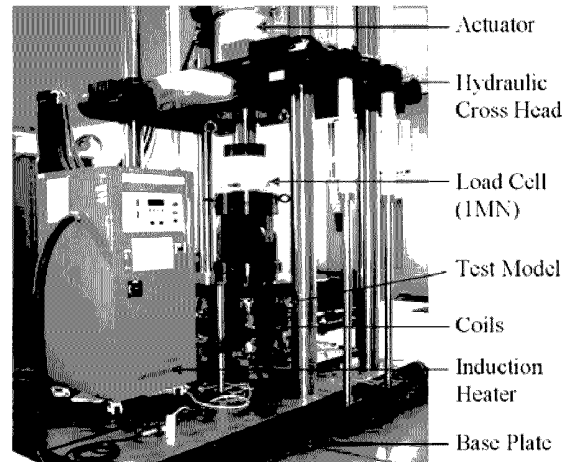 Actuator
Hydraulic
Cross Head
Load Cell
(1MN)
Test Model
Coils
Induction
Heater
Base Plate